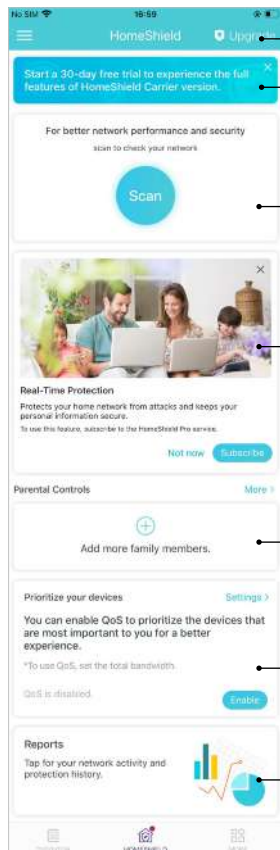 No SIM 16:59
HomeShield Upgrade
Start a 30-day free trial to experience the full
features of HomeShield Carrier version.
For better network performance and security
scan to check your network
Scan
Real-Time Protection
Protects your home network from attacks and keeps your
personal information secure.
To use this feature, subscribe to the HomeShield Pro service.
Not now Subscribe
Parental Controls More >
Add more family members.
Prioritize your devices Settings >
You can enable QoS to prioritize the devices that
are most important to you for a better
experience.
*To use QoS, set the total bandwidth.
QoS is disabled. Enable
Reports
Tap for your network activity and
protection history.
HOMESHIELD MORE